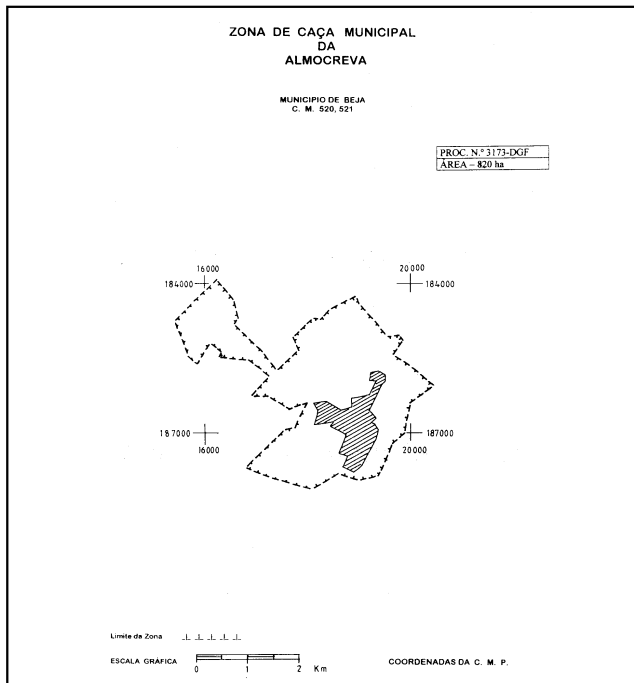 ZONA DE CAÇA MUNICIPAL
DA
ALMOCREVA
MUNICIPIO DE BEJA
C. M. 520, 521
PROC. N.º 3173-DGF
ÁREA – 820 ha
16000
20000
184000
184000
187000
187000
16000
20000
Limite da Zona
ESCALA GRÁFICA
0 1 2 Km
COORDENADAS DA C. M. P.